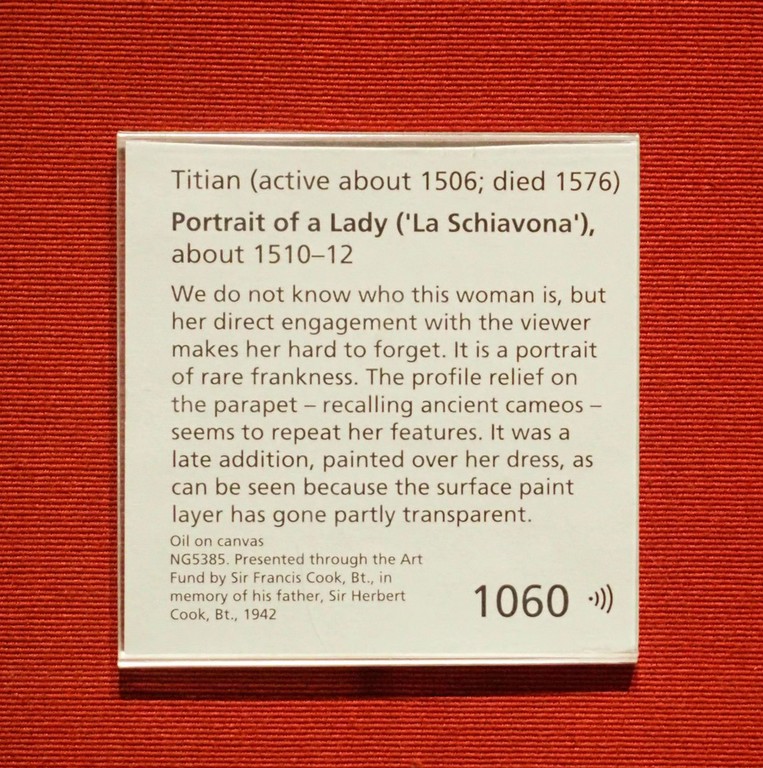 Titian (active about 1506; died 1576)
Portrait of a Lady ('La Schiavona'),
about 1510–12
We do not know who this woman is, but
her direct engagement with the viewer
makes her hard to forget. It is a portrait
of rare frankness. The profile relief on
the parapet – recalling ancient cameos –
seems to repeat her features. It was a
late addition, painted over her dress, as
can be seen because the surface paint
layer has gone partly transparent.
Oil on canvas
NG5385. Presented through the Art
Fund by Sir Francis Cook, Bt., in
memory of his father, Sir Herbert
Cook, Bt., 1942
1060